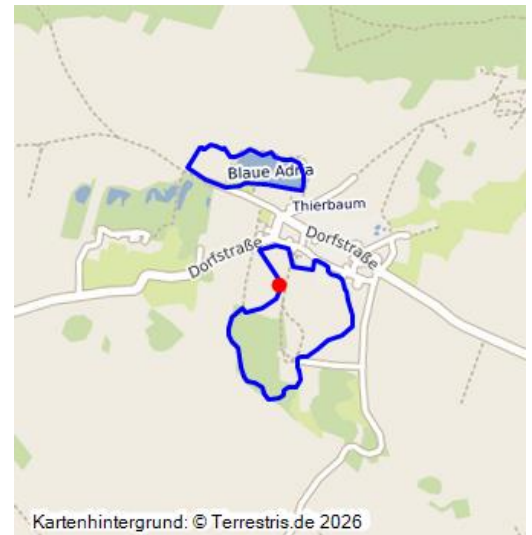 Blaue Adria
Thierbaum
Dorfstraße
Dorfstraße
Kartenhintergrund: © Terrestris.de 2026